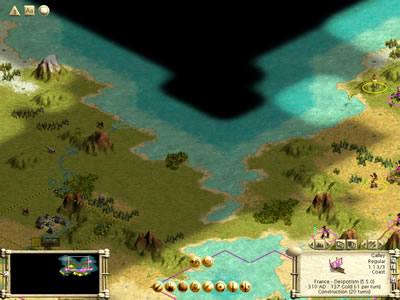 Galley
Regular
1.1.3/3
Coast
France - Despotism (5.5.0)
310 AD 137 Gold (-1 per turn)
Construction (20 turns)